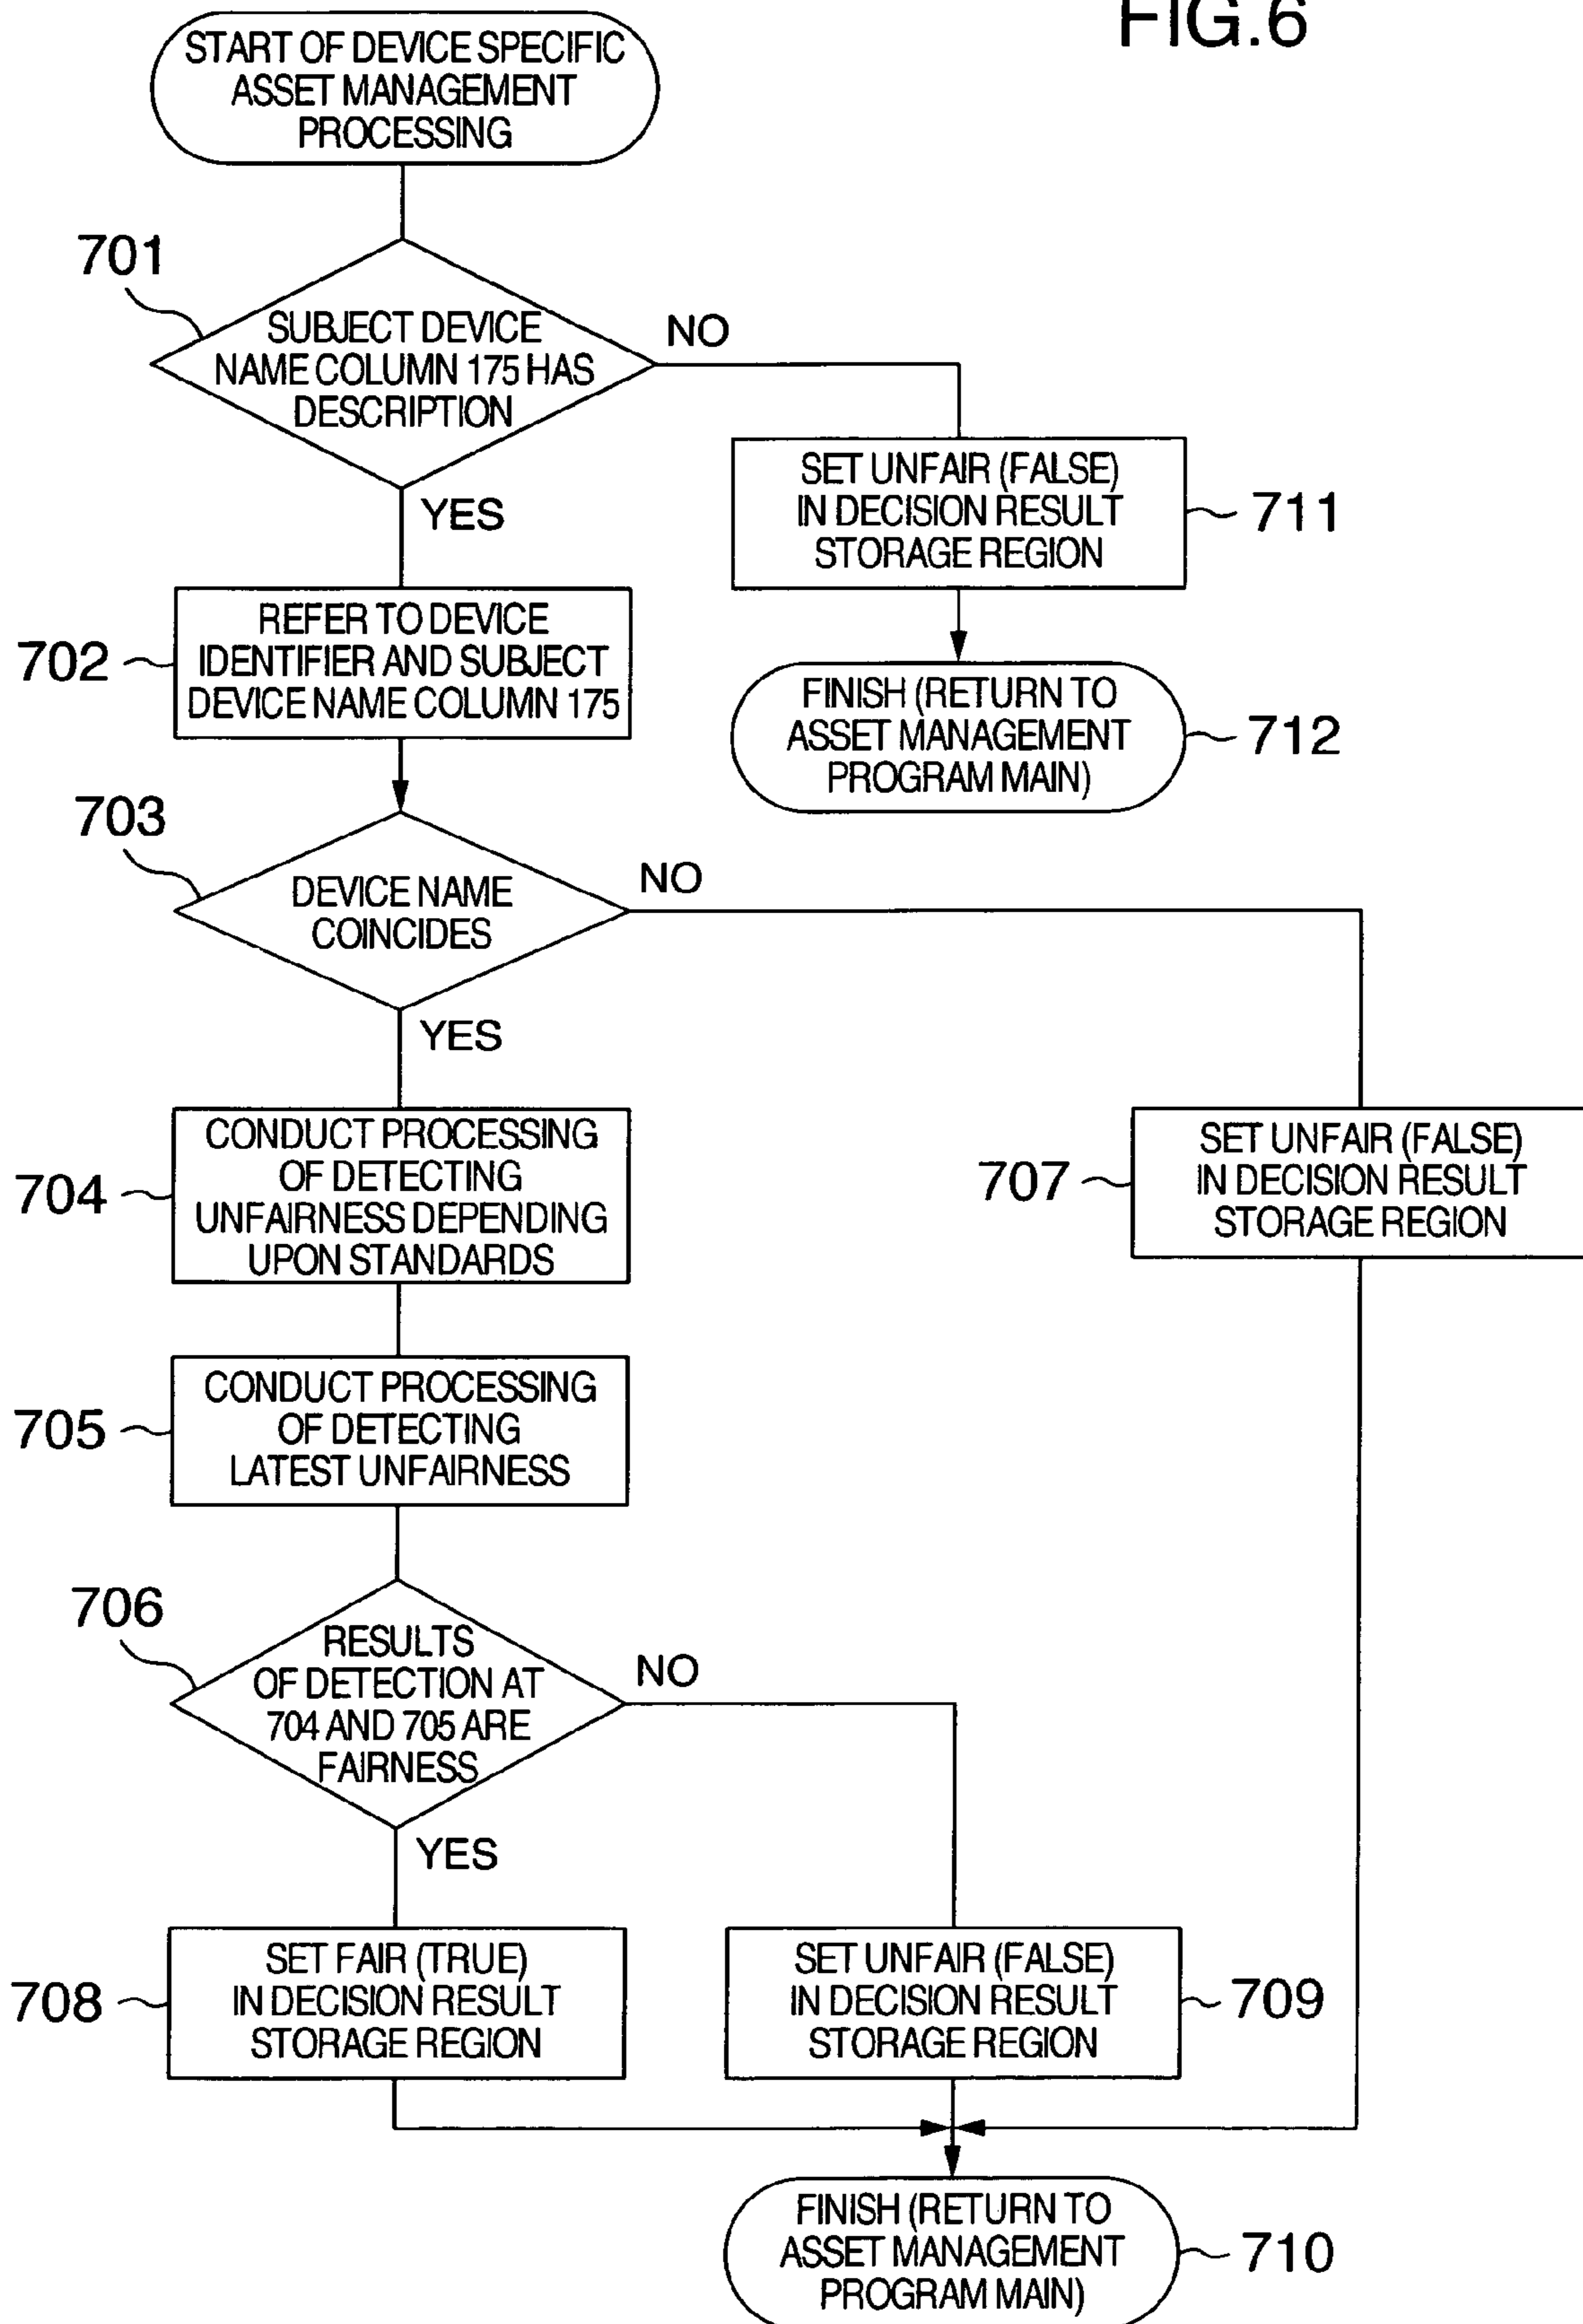 FIG.6
START OF DEVICE SPECIFIC
ASSET MANAGEMENT
PROCESSING
701
SUBJECT DEVICE
NAME COLUMN 175 HAS
DESCRIPTION
NO
YES
SET UNFAIR (FALSE)
IN DECISION RESULT
STORAGE REGION
711
702
REFER TO DEVICE
IDENTIFIER AND SUBJECT
DEVICE NAME COLUMN 175
FINISH (RETURN TO
ASSET MANAGEMENT
PROGRAM MAIN)
712
703
DEVICE NAME
COINCIDES
NO
YES
704
CONDUCT PROCESSING
OF DETECTING
UNFAIRNESS DEPENDING
UPON STANDARDS
707
SET UNFAIR (FALSE)
IN DECISION RESULT
STORAGE REGION
705
CONDUCT PROCESSING
OF DETECTING
LATEST UNFAIRNESS
706
RESULTS
OF DETECTION AT
704 AND 705 ARE
FAIRNESS
NO
YES
708
SET FAIR (TRUE)
IN DECISION RESULT
STORAGE REGION
SET UNFAIR (FALSE)
IN DECISION RESULT
STORAGE REGION
709
FINISH (RETURN TO
ASSET MANAGEMENT
PROGRAM MAIN)
710